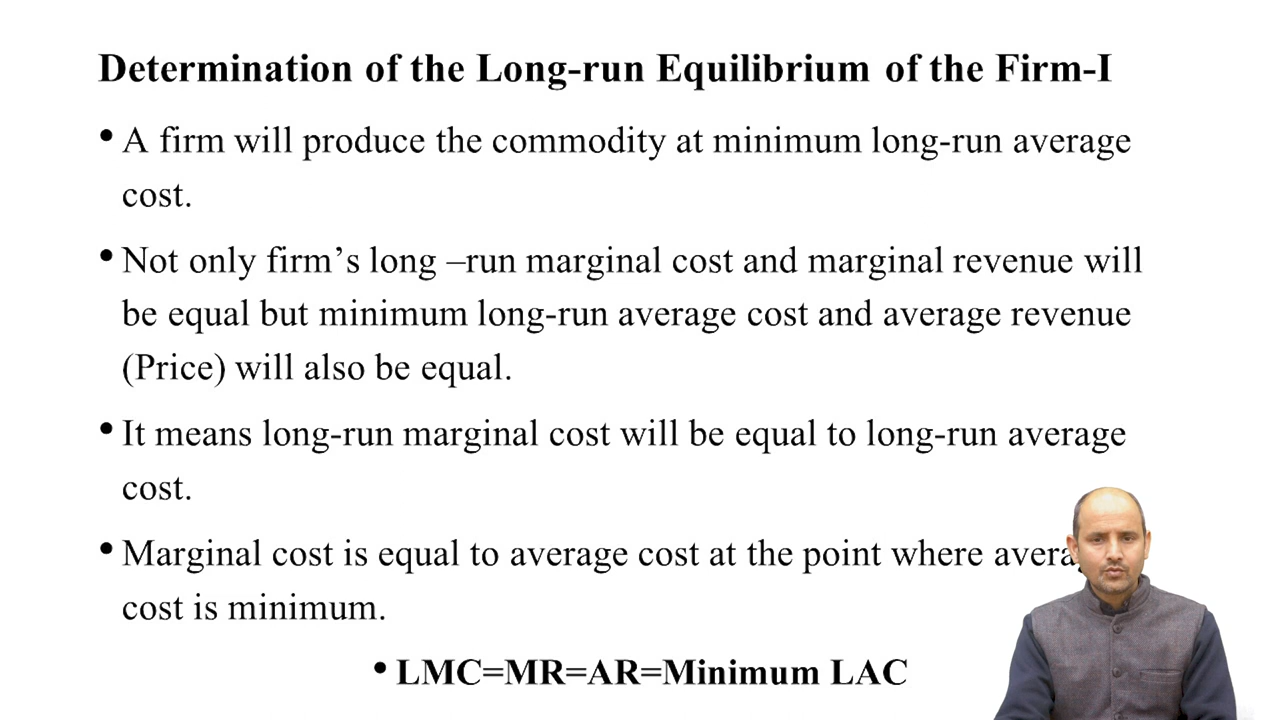 Determination of the Long-run Equilibrium of the Firm-I
• A firm will produce the commodity at minimum long-run average
cost.
• Not only firm’s long –run marginal cost and marginal revenue will
be equal but minimum long-run average cost and average revenue
(Price) will also be equal.
• It means long-run marginal cost will be equal to long-run average
cost.
• Marginal cost is equal to average cost at the point where
cost is minimum.
• LMC=MR=AR=Minimum LAC